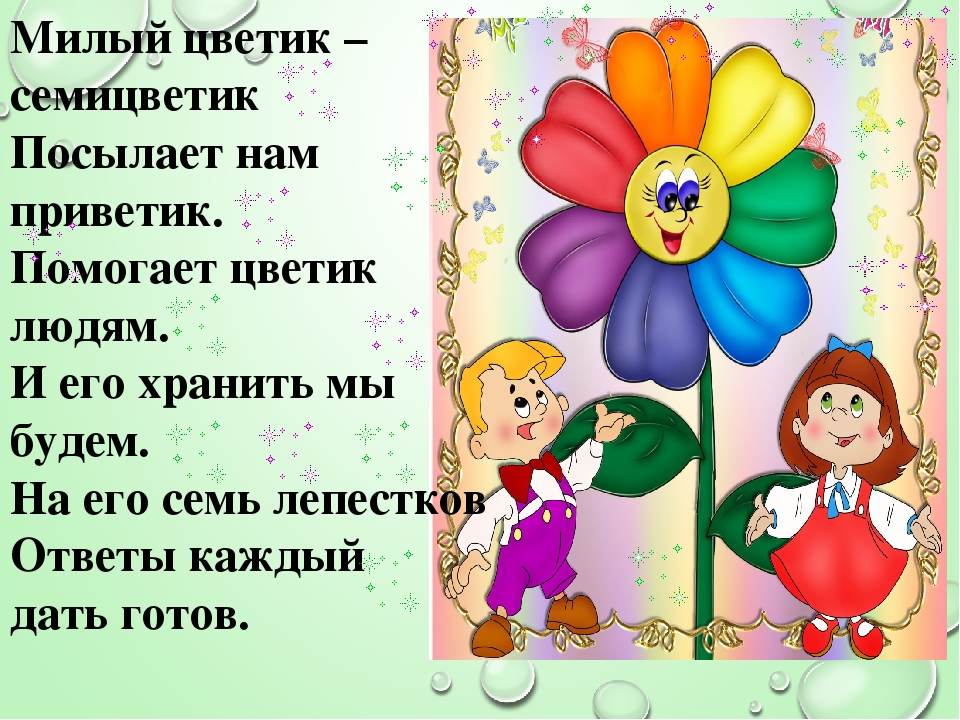 Милый цветик –
семицветик
Посылает нам
приветик.
Помогает цветик
людям.
И его хранить мы
будем.
На его семь лепестков
Ответы каждый
дать готов.